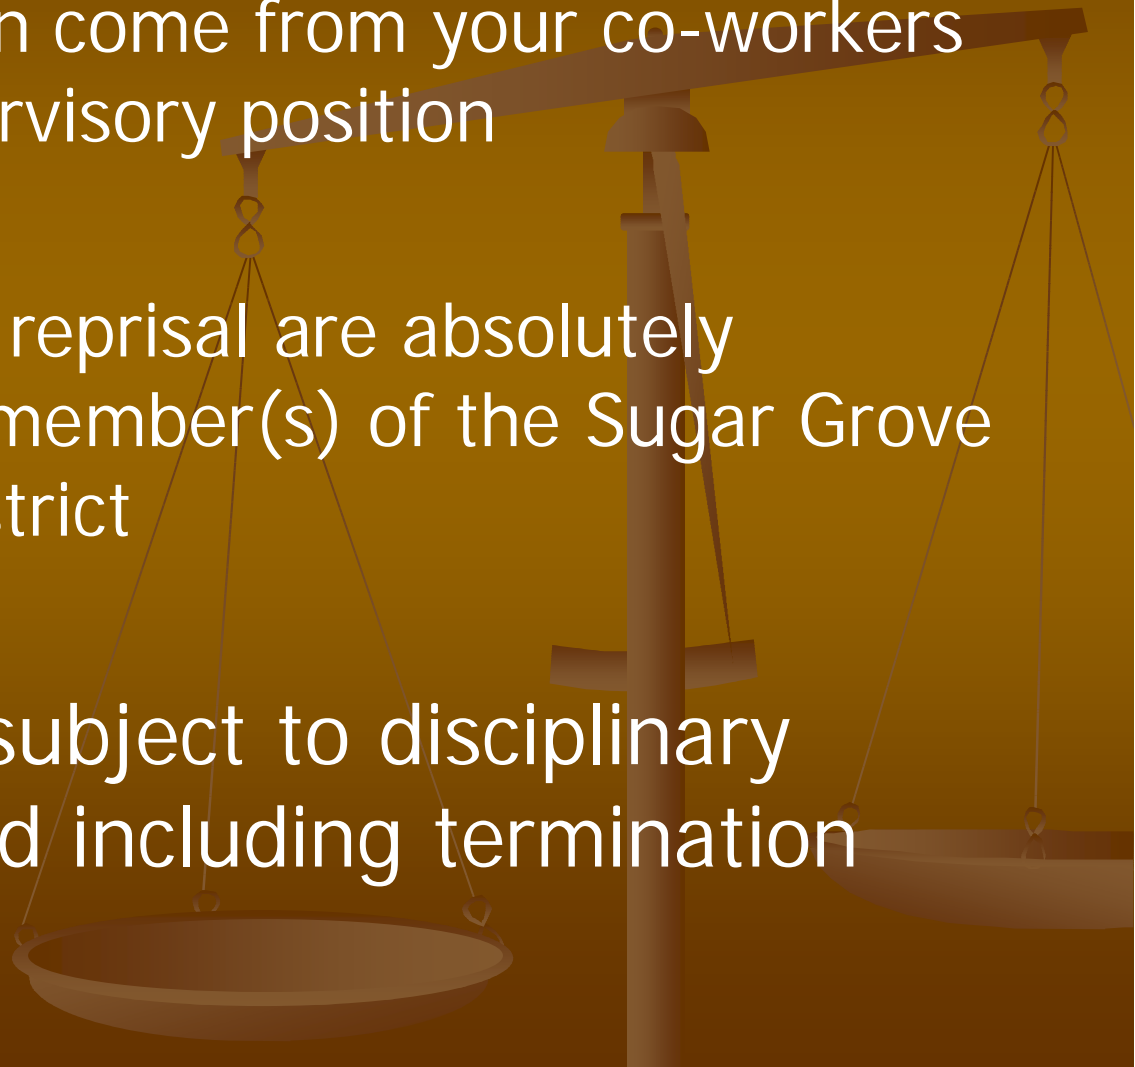 n come from your co-workers
rvisory position
reprisal are absolutely
member(s) of the Sugar Grove
strict
subject to disciplinary
d including termination